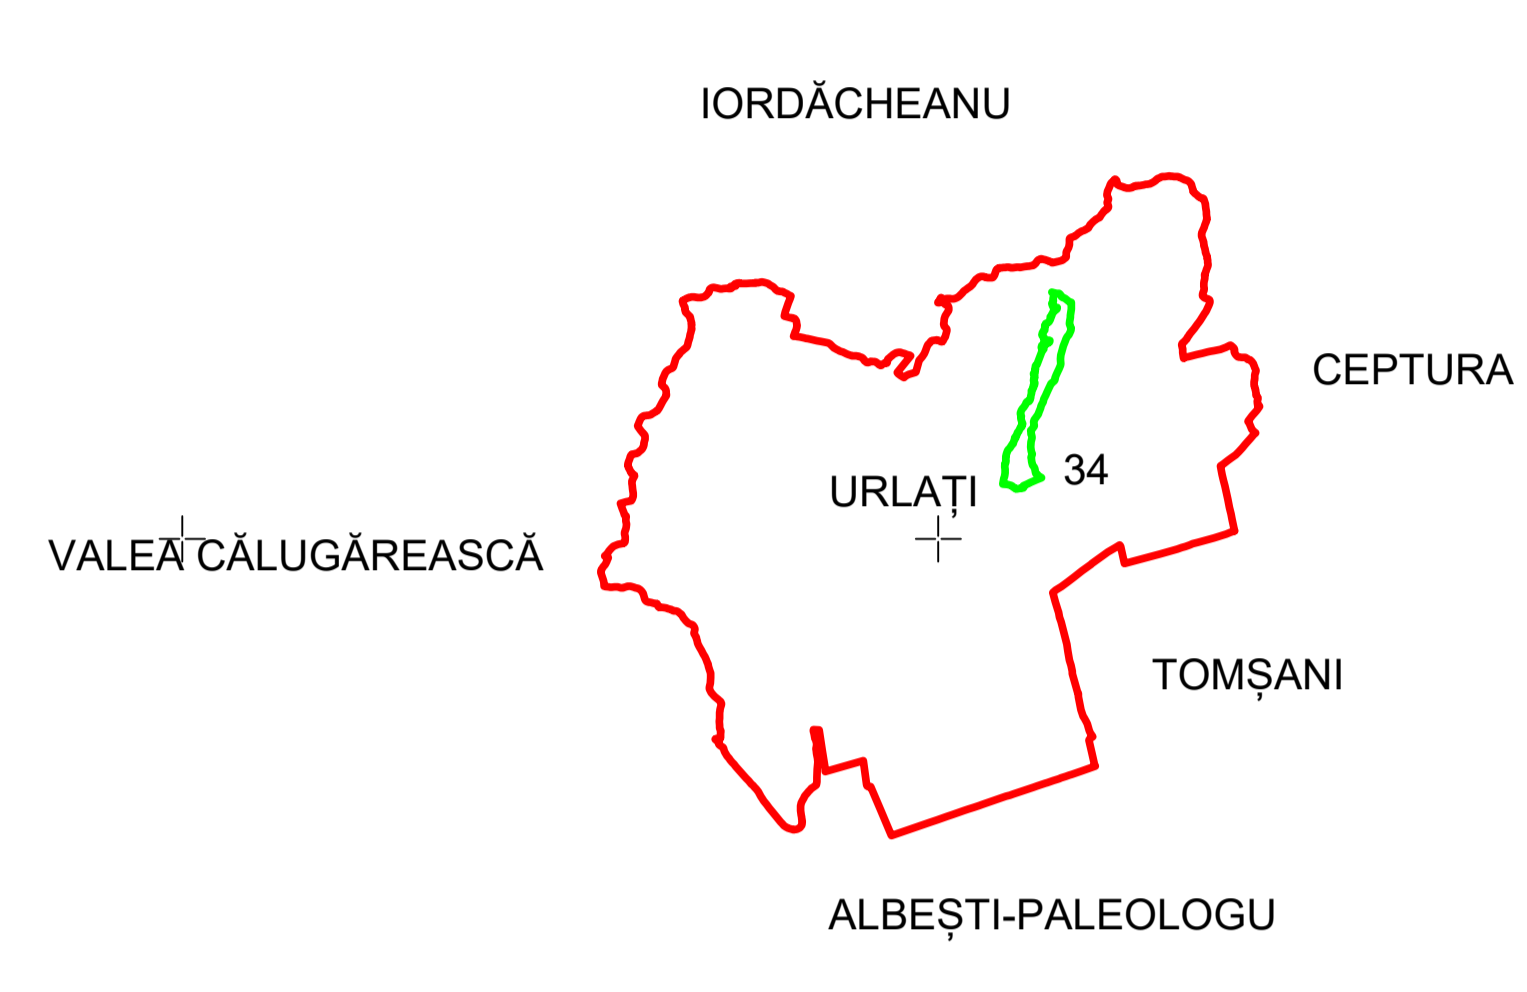 IORDĂCHEANU
CEPTURA
34
URLAȚI
VALEA CĂLUGĂREASCĂ
TOMȘANI
ALBEȘTI-PALEOLOGU